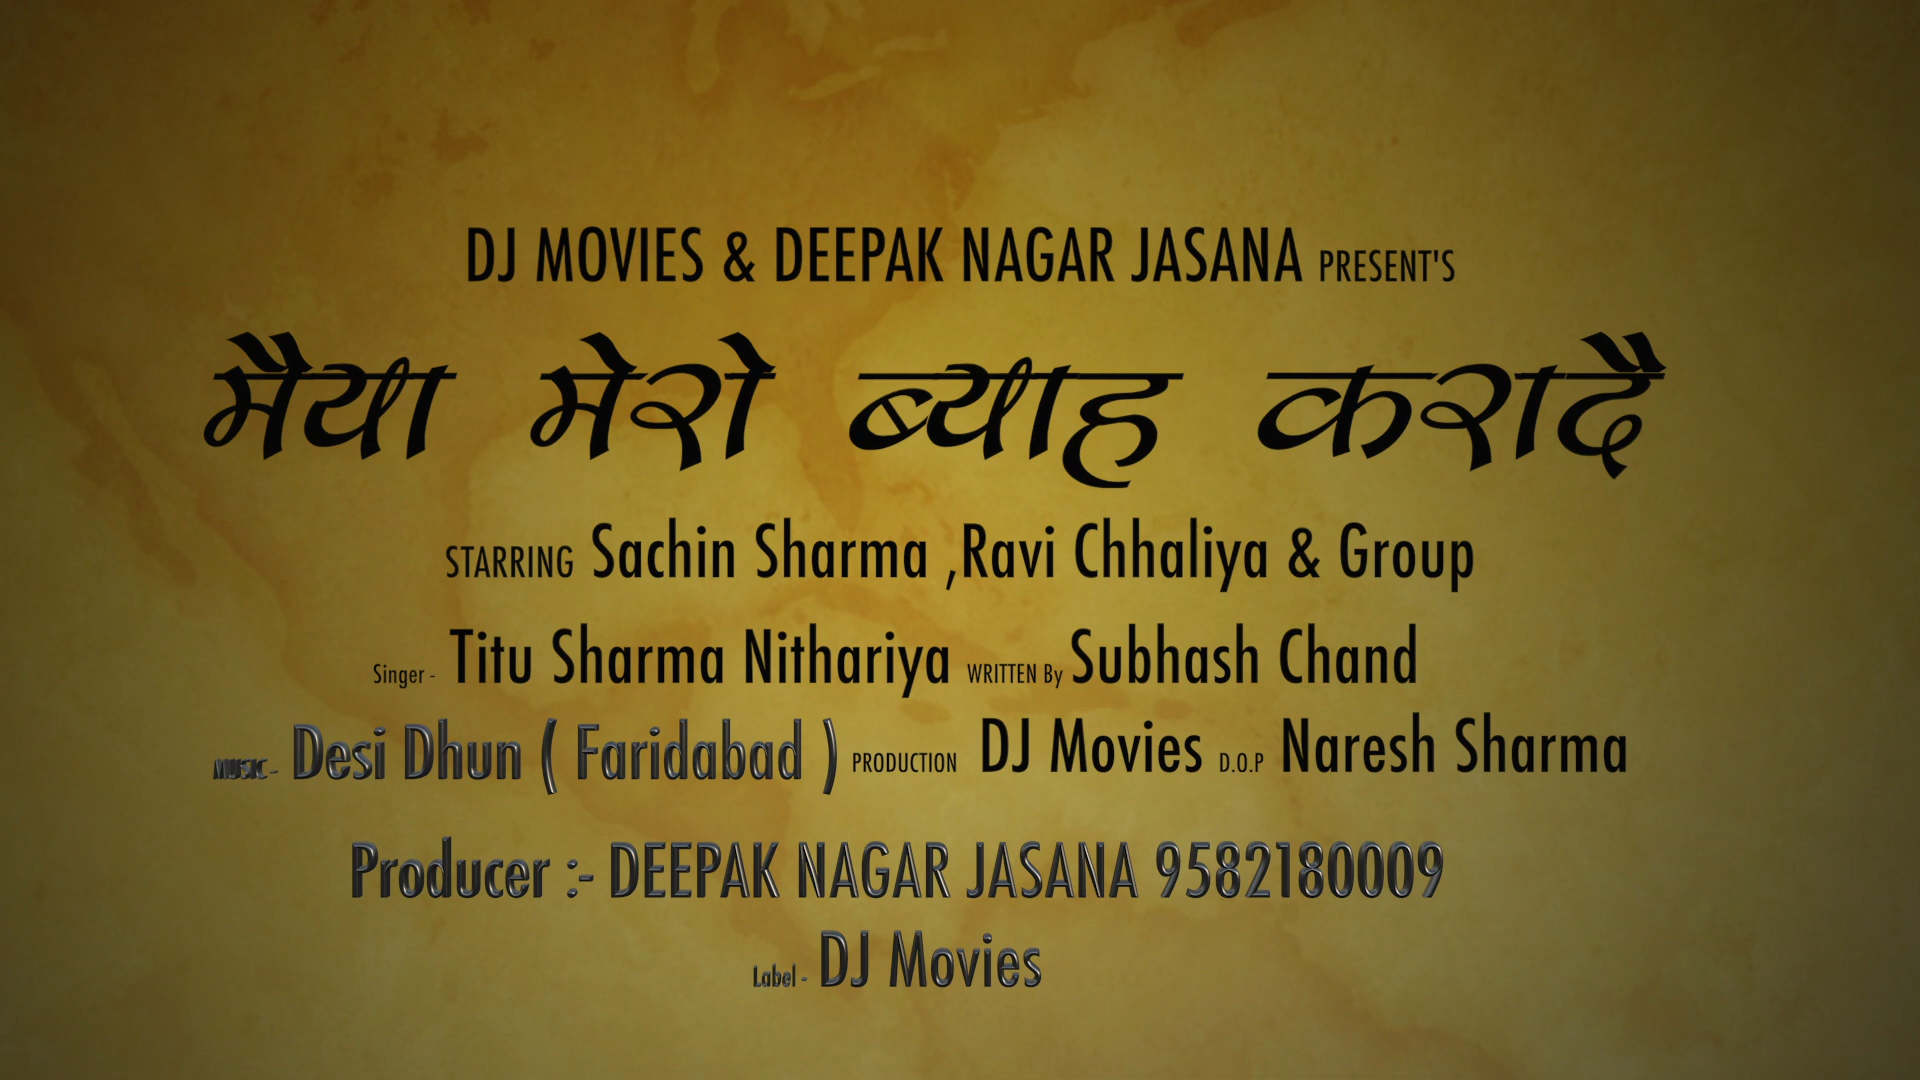 DJ MOVIES & DEEPAK NAGAR JASANA PRESENT'S
मैया मेरो ब्याह करादै
STARRING Sachin Sharma ,Ravi Chhaliya & Group
Singer - Titu Sharma Nithariya WRITTEN By Subhash Chand
MUSIC - Desi Dhun ( Faridabad ) PRODUCTION DJ Movies D.O.P Naresh Sharma
Producer :- DEEPAK NAGAR JASANA 9582180009
Label - DJ Movies